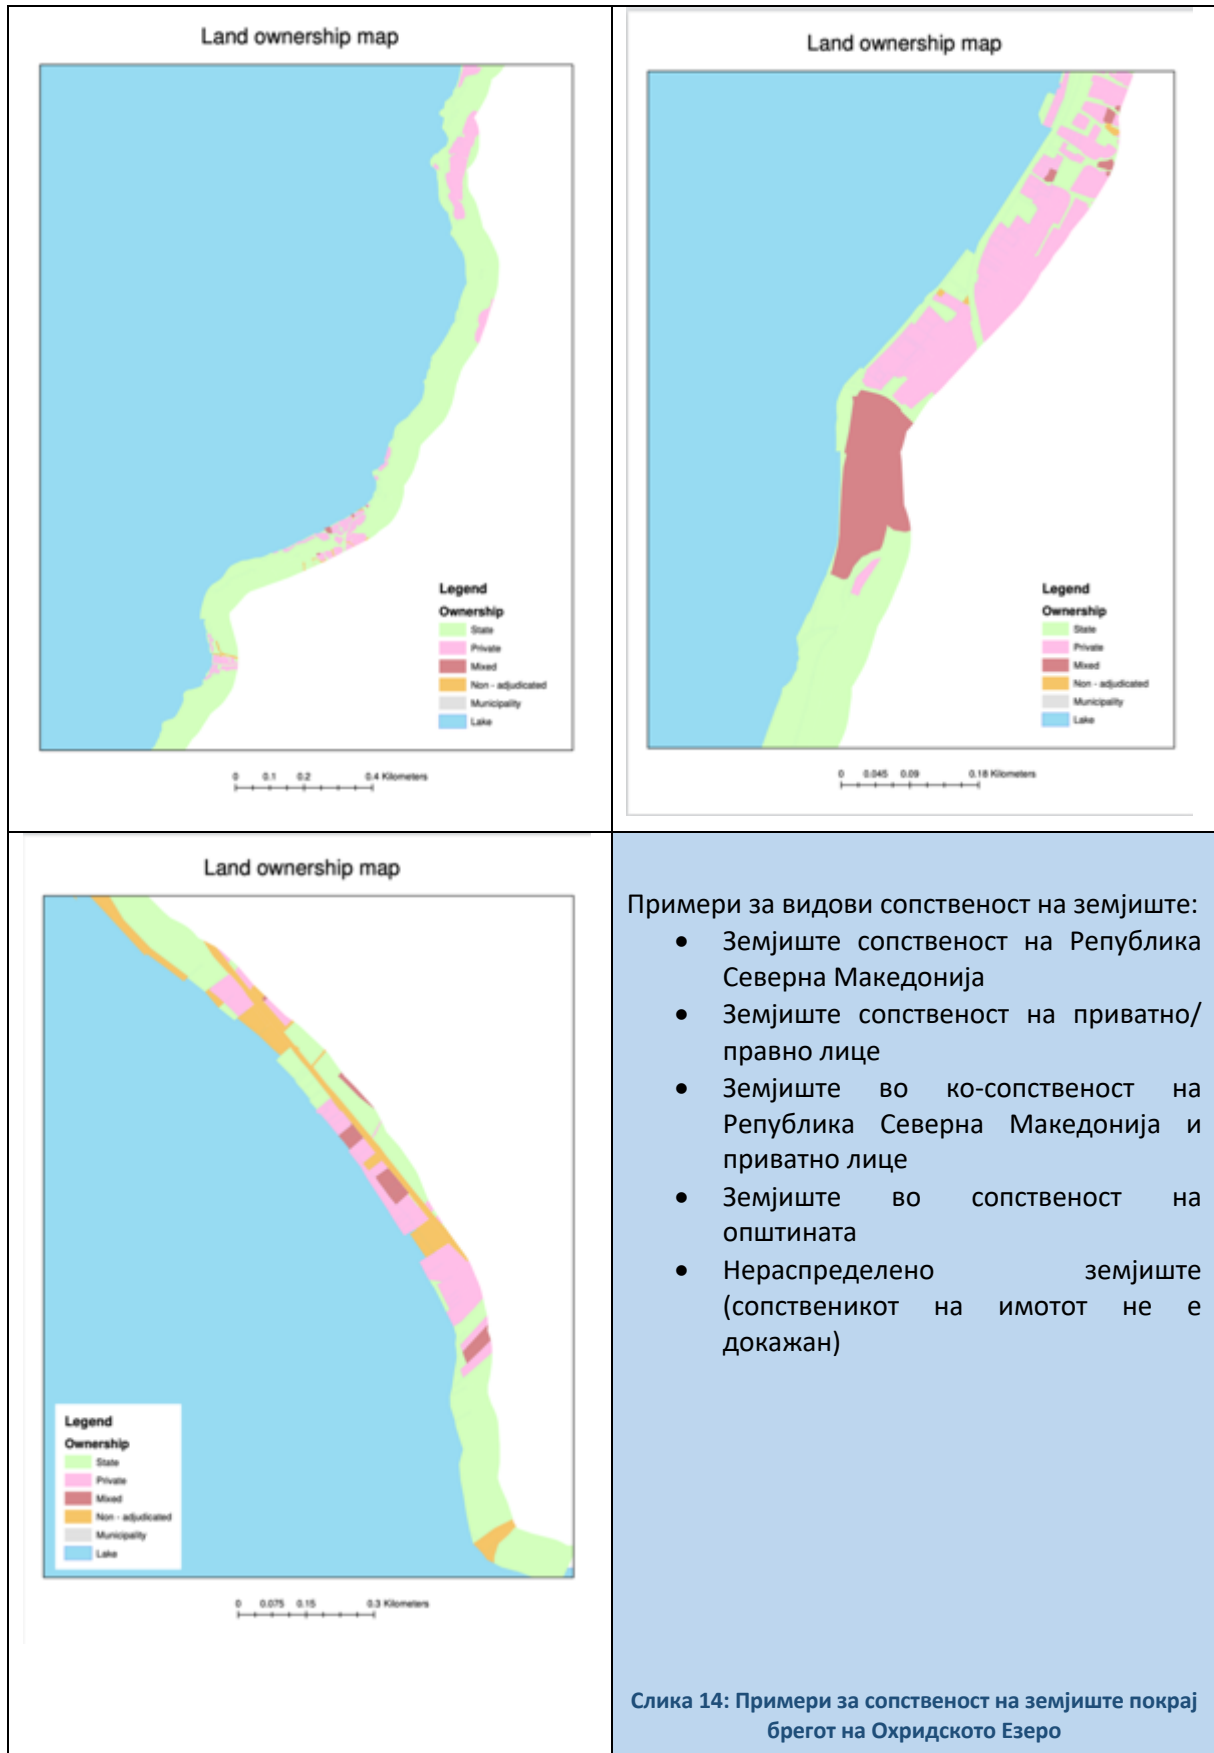 Land ownership map
Legend
Ownership
State
Private
Mixed
Non - adjudicated
Municipality
Lake
0 0.1 0.2 0.4 Kilometers
Land ownership map
Legend
Ownership
State
Private
Mixed
Non - adjudicated
Municipality
Lake
0 0.045 0.09 0.18 Kilometers
Land ownership map
Legend
Ownership
State
Private
Mixed
Non - adjudicated
Municipality
Lake
0 0.075 0.15 0.3 Kilometers
Примери за видови сопственост на земјиште:
• Земјиште сопственост на Република
Северна Македонија
• Земјиште сопственост на приватно/
правно лице
• Земјиште во ко-сопственост на
Република Северна Македонија и
приватно лице
• Земјиште во сопственост на
општината
• Нераспределено земјиште
(сопственикот на имотот не е
докажан)
Слика 14: Примери за сопственост на земјиште покрај
брегот на Охридското Езеро